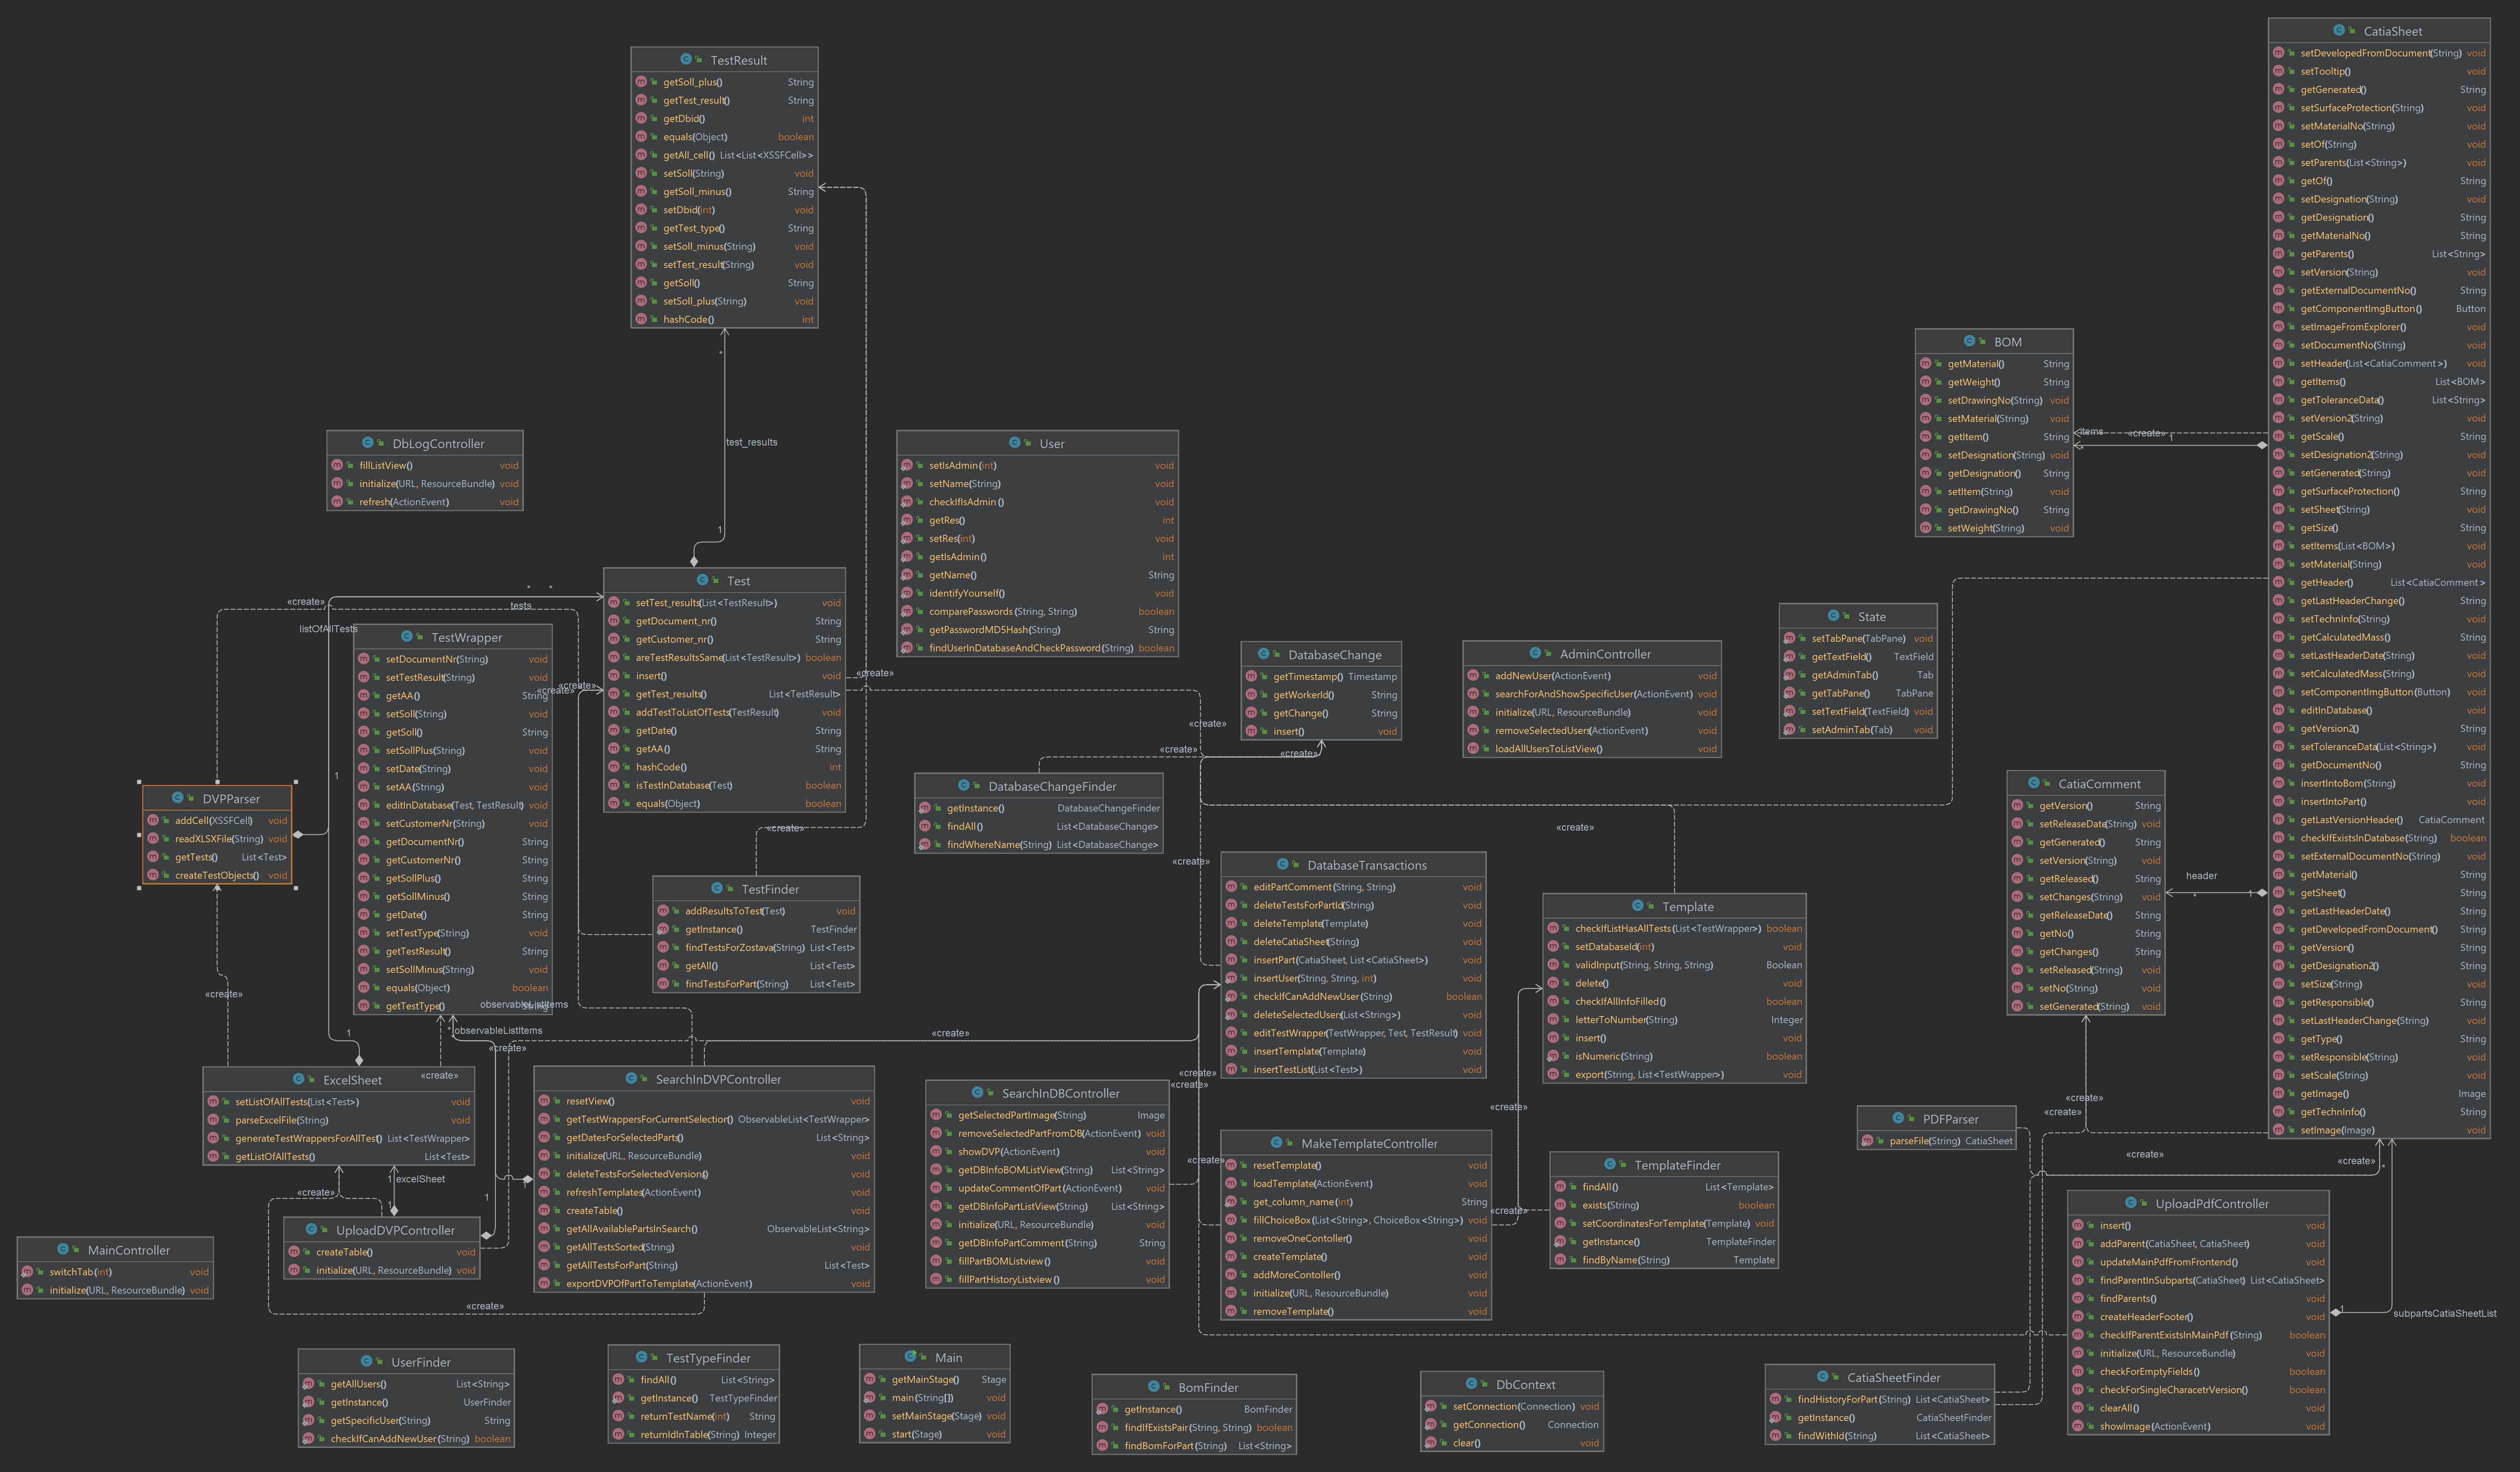 TestResult
getSoll_plus() String
getTest_result() String
getDbid() int
equals(Object) boolean
getAll_cell() List<List<XSSFCell>>
setSoll(String) void
getSoll_minus() String
setDbid(int) void
getTest_type() String
setSoll_minus(String) void
setTest_result(String) void
getSoll() String
setSoll_plus(String) void
hashCode() int
CatiaSheet
setDevelopedFromDocument(String) void
setTooltip() void
getGenerated() String
setSurfaceProtection(String) void
setMaterialNo(String) void
setOf(String) void
setParents(List<String>) void
getOf() String
setDesignation(String) void
getDesignation() String
getMaterialNo() String
getParents() List<String>
setVersion(String) void
getExternalDocumentNo() String
getComponentImgButton() Button
setImageFromExplorer() void
setDocumentNo(String) void
setHeader(List<CatiaComment>) void
getItems() List<BOM>
getToleranceData() List<String>
setVersion2(String) void
getScale() String
setDesignation2(String) void
setGenerated(String) void
getSurfaceProtection() String
setSheet(String) void
getSize() String
setItems(List<BOM>) void
setMaterial(String) void
getHeader() List<CatiaComment>
getLastHeaderChange() String
setTechnInfo(String) void
getCalculatedMass() String
setLastHeaderDate(String) void
setCalculatedMass(String) void
setComponentImgButton(Button) void
editInDatabase() void
getVersion2() String
setToleranceData(List<String>) void
getDocumentNo() String
insertIntoBom(String) void
insertIntoPart() void
getLastVersionHeader() CatiaComment
checkIfExistsInDatabase(String) boolean
setExternalDocumentNo(String) void
getMaterial() String
getSheet() String
getLastHeaderDate() String
getDevelopedFromDocument() String
getVersion() String
getDesignation2() String
setSize(String) void
getResponsible() String
setLastHeaderChange(String) void
getType() String
setResponsible(String) void
setScale(String) void
getImage() Image
getTechnInfo() String
setImage(Image) void
BOM
getMaterial() String
getWeight() String
setDrawingNo(String) void
setMaterial(String) void
getItem() String
setDesignation(String) void
getDesignation() String
setItem(String) void
getDrawingNo() String
setWeight(String) void
items
«create»
1
*
DbLogController
fillListView() void
initialize(URL, ResourceBundle) void
refresh(ActionEvent) void
User
setIsAdmin(int) void
setName(String) void
checkIfIsAdmin() void
getRes() int
setRes(int) void
getIsAdmin() int
getName() String
identifyYourself() void
comparePasswords(String, String) boolean
getPasswordMD5Hash(String) String
findUserInDatabaseAndCheckPassword(String) boolean
*
test_results
1
Test
setTest_results(List<TestResult>) void
getDocument_nr() String
getCustomer_nr() String
areTestResultsSame(List<TestResult>) boolean
insert() void
getTest_results() List<TestResult>
addTestToListOfTests(TestResult) void
getDate() String
getAA() String
hashCode() int
isTestInDatabase(Test) boolean
equals(Object) boolean
* *
«create»
tests
listOfAllTests
TestWrapper
setDocumentNr(String) void
setTestResult(String) void
getAA() String
setSoll(String) void
getSoll() String
setSollPlus(String) void
setDate(String) void
setAA(String) void
editInDatabase(Test, TestResult) void
setCustomerNr(String) void
getDocumentNr() String
getCustomerNr() String
getSollPlus() String
getSollMinus() String
getDate() String
setTestType(String) void
getTestResult() String
setSollMinus(String) void
equals(Object) boolean
getTestType() String
«create»
«create»
1
DVPParser
addCell(XSSFCell) void
readXLSXFile(String) void
getTests() List<Test>
createTestObjects() void
«create»
DatabaseChange
getTimestamp() Timestamp
getWorkerId() String
getChange() String
insert() void
«create»
«create»
«create»
AdminController
addNewUser(ActionEvent) void
searchForAndShowSpecificUser(ActionEvent) void
initialize(URL, ResourceBundle) void
removeSelectedUsers(ActionEvent) void
loadAllUsersToListView() void
State
setTabPane(TabPane) void
getTextField() TextField
getAdminTab() Tab
getTabPane() TabPane
setTextField(TextField) void
setAdminTab(Tab) void
DatabaseChangeFinder
getInstance() DatabaseChangeFinder
findAll() List<DatabaseChange>
findWhereName(String) List<DatabaseChange>
«create»
«create»
«create»
CatiaComment
getVersion() String
setReleaseDate(String) void
getGenerated() String
setVersion(String) void
getReleased() String
setChanges(String) void
getReleaseDate() String
getNo() String
getChanges() String
setReleased(String) void
setNo(String) void
setGenerated(String) void
header
*
1
TestFinder
addResultsToTest(Test) void
getInstance() TestFinder
findTestsForZostava(String) List<Test>
getAll() List<Test>
findTestsForPart(String) List<Test>
DatabaseTransactions
editPartComment(String, String) void
deleteTestsForPartId(String) void
deleteTemplate(Template) void
deleteCatiaSheet(String) void
insertPart(CatiaSheet, List<CatiaSheet>) void
insertUser(String, String, int) void
checkIfCanAddNewUser(String) boolean
deleteSelectedUsers(List<String>) void
editTestWrapper(TestWrapper, Test, TestResult) void
insertTemplate(Template) void
insertTestList(List<Test>) void
Template
checkIfListHasAllTests(List<TestWrapper>) boolean
setDatabaseId(int) void
validInput(String, String, String) Boolean
delete() void
checkIfAllInfoFilled() boolean
letterToNumber(String) Integer
insert() void
isNumeric(String) boolean
export(String, List<TestWrapper>) void
observableListItems
observableListItems
*
1
«create»
«create»
«create»
ExcelSheet
setListOfAllTests(List<Test>) void
parseExcelFile(String) void
generateTestWrappersForAllTest() List<TestWrapper>
getListOfAllTests() List<Test>
SearchInDVPController
resetView() void
getTestWrappersForCurrentSelection() ObservableList<TestWrapper>
getDatesForSelectedParts() List<String>
initialize(URL, ResourceBundle) void
deleteTestsForSelectedVersion() void
refreshTemplates(ActionEvent) void
createTable() void
getAllAvailablePartsInSearch() ObservableList<String>
getAllTestsSorted(String) void
getAllTestsForPart(String) List<Test>
exportDVPOfPartToTemplate(ActionEvent) void
SearchInDBController
getSelectedPartImage(String) Image
removeSelectedPartFromDB(ActionEvent) void
showDVP(ActionEvent) void
getDBInfoBOMListView(String) List<String>
updateCommentOfPart(ActionEvent) void
getDBInfoPartListView(String) List<String>
initialize(URL, ResourceBundle) void
getDBInfoPartComment(String) String
fillPartBOMListview() void
fillPartHistoryListview() void
«create»
«create»
«create»
«create»
«create»
MakeTemplateController
resetTemplate() void
loadTemplate(ActionEvent) void
get_column_name(int) String
fillChoiceBox(List<String>, ChoiceBox<String>) void
removeOneContoller() void
createTemplate() void
addMoreContoller() void
initialize(URL, ResourceBundle) void
removeTemplate() void
TemplateFinder
findAll() List<Template>
exists(String) boolean
setCoordinatesForTemplate(Template) void
getInstance() TemplateFinder
findByName(String) Template
PDFParser
parseFile(String) CatiaSheet
«create»
«create»
«create»
«create»
*
1 excelSheet
«create»
1
1
1
UploadDVPController
createTable() void
initialize(URL, ResourceBundle) void
MainController
switchTab(int) void
initialize(URL, ResourceBundle) void
«create»
UploadPdfController
insert() void
addParent(CatiaSheet, CatiaSheet) void
updateMainPdfFromFrontend() void
findParentInSubparts(CatiaSheet) List<CatiaSheet>
findParents() void
createHeaderFooter() void
checkIfParentExistsInMainPdf(String) boolean
initialize(URL, ResourceBundle) void
checkForEmptyFields() boolean
checkForSingleCharacetrVersion() boolean
clearAll() void
showImage(ActionEvent) void
1
subpartsCatiaSheetList
UserFinder
getAllUsers() List<String>
getInstance() UserFinder
getSpecificUser(String) String
checkIfCanAddNewUser(String) boolean
TestTypeFinder
findAll() List<String>
getInstance() TestTypeFinder
returnTestName(int) String
returnIdInTable(String) Integer
Main
getMainStage() Stage
main(String[]) void
setMainStage(Stage) void
start(Stage) void
BomFinder
getInstance() BomFinder
findIfExistsPair(String, String) boolean
findBomForPart(String) List<String>
DbContext
setConnection(Connection) void
getConnection() Connection
clear() void
CatiaSheetFinder
findHistoryForPart(String) List<CatiaSheet>
getInstance() CatiaSheetFinder
findWithId(String) List<CatiaSheet>